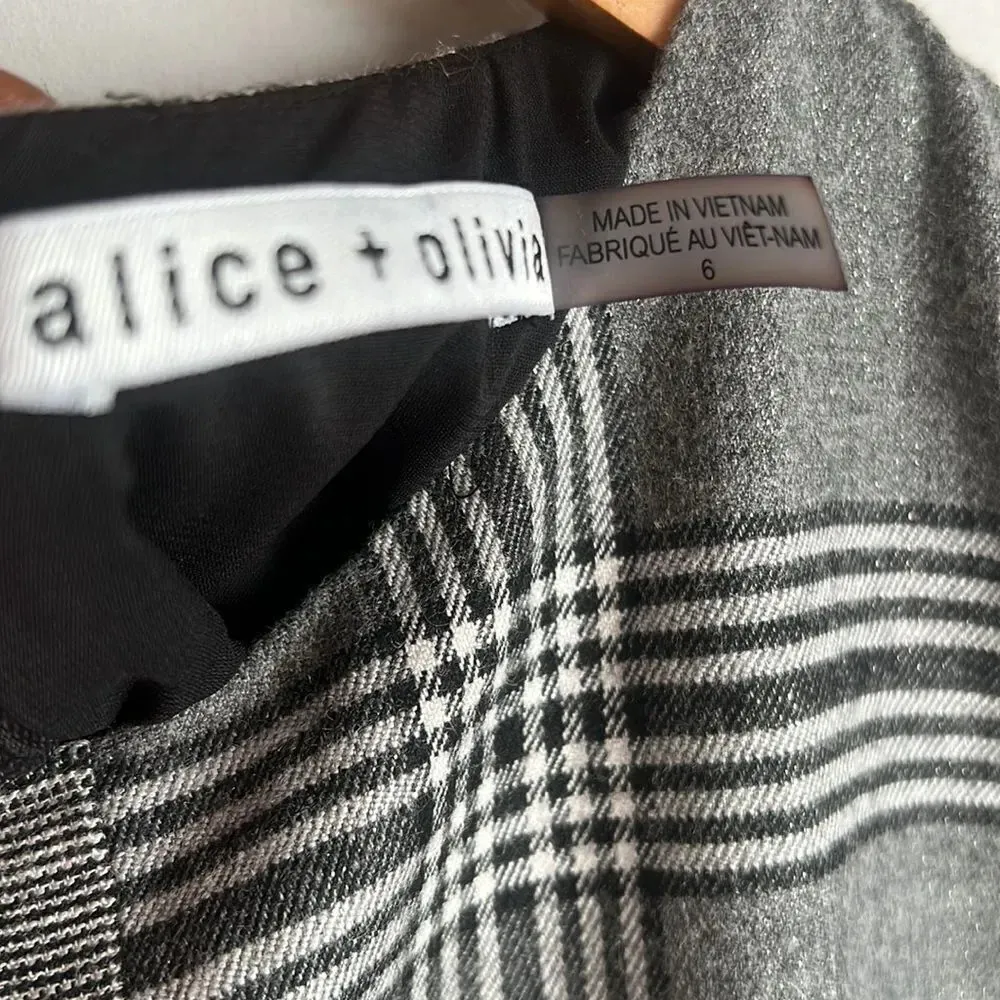 alice + olivia
MADE IN VIETNAM
FABRIQUÉ AU VIÊT-NAM
6